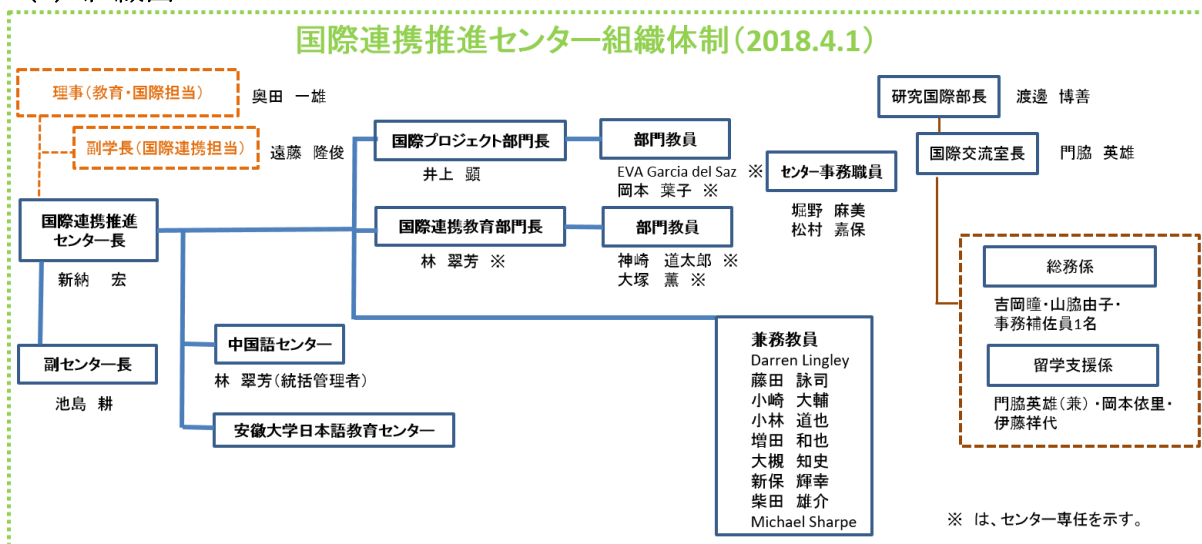 国際連携推進センター組織体制(2018.4.1)
理事(教育・国際担当)
奥田 一雄
副学長(国際連携担当)
遠藤 隆俊
国際連携推進
センター長
新納 宏
副センター長
池島 耕
国際プロジェクト部門長
井上 顕
部門教員
EVA Garcia del Saz ※
岡本 葉子 ※
国際連携教育部門長
林 翠芳 ※
部門教員
神崎 道太郎 ※
大塚 薫 ※
センター事務職員
堀野 麻美
松村 嘉保
中国語センター
林 翠芳(統括管理者)
安徽大学日本語教育センター
兼務教員
Darren Lingley
藤田 詠司
小崎 大輔
小林 道也
増田 和也
大槻 知史
新保 輝幸
柴田 雄介
Michael Sharpe
研究国際部長
渡邊 博善
国際交流室長
門脇 英雄
総務係
吉岡瞳・山脇由子・
事務補佐員1名
留学支援係
門脇英雄(兼)・岡本依里・
伊藤祥代
※ は、センター専任を示す。